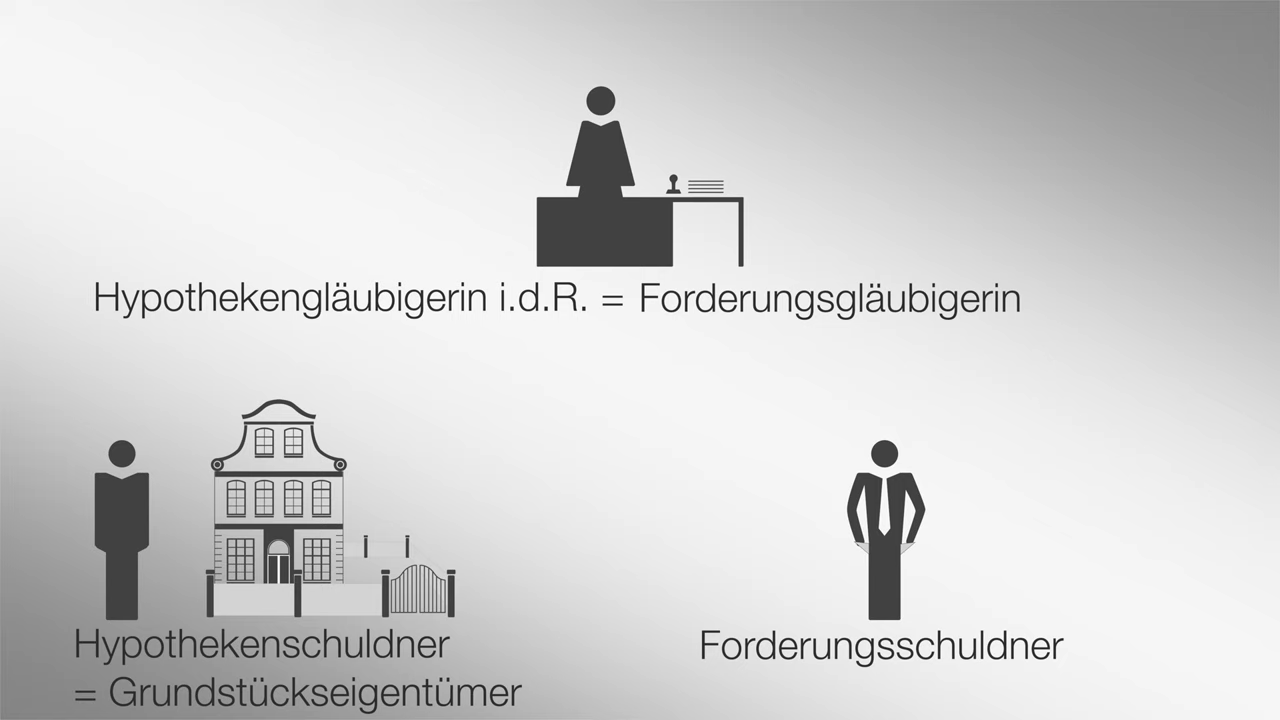 Hypothekengläubigerin i.d.R. = Forderungsgläubigerin
Hypothekenschuldner
= Grundstückseigentümer
Forderungsschuldner